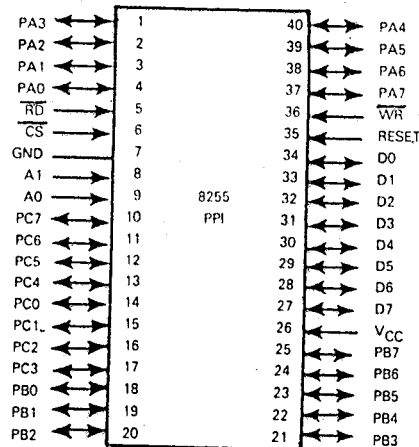 PA3 1 40 PA4
PA2 2 39 PA5
PA1 3 38 PA6
PA0 4 37 PA7
RD 5 36 WR
CS 6 35 RESET
GND 7 34 D0
A1 8 33 D1
A0 9 8255 32 D2
PC7 10 PPI 31 D3
PC6 11 30 D4
PC5 12 29 D5
PC4 13 28 D6
PC0 14 27 D7
PC1 15 26 VCC
PC2 16 25 PB7
PC3 17 24 PB6
PB0 18 23 PB5
PB1 19 22 PB4
PB2 20 21 PB3